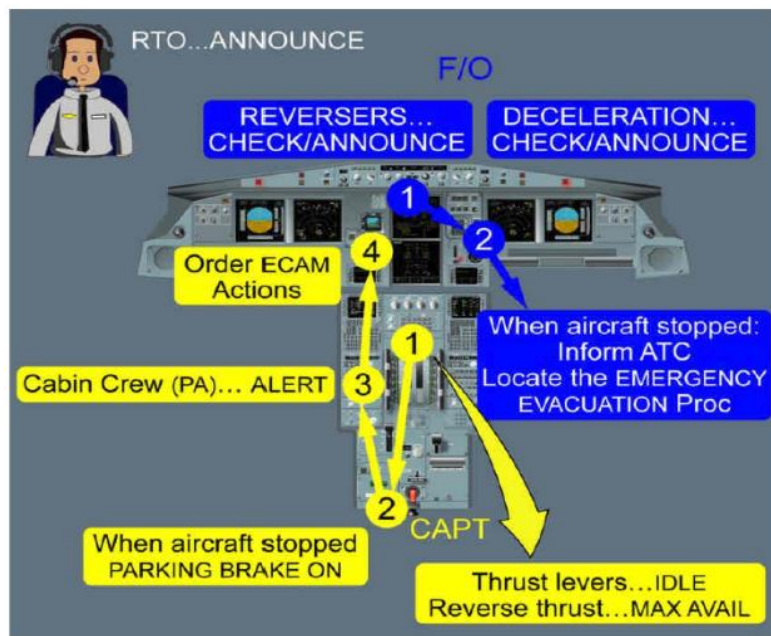 RTO...ANNOUNCE
F/O
REVERSERS...
CHECK/ANNOUNCE
DECELERATION...
CHECK/ANNOUNCE
1
2
4
Order ECAM
Actions
1
When aircraft stopped:
Inform ATC
Locate the EMERGENCY
EVACUATION Proc
Cabin Crew (PA)... ALERT
3
2
CAPT
When aircraft stopped
PARKING BRAKE ON
Thrust levers...IDLE
Reverse thrust...MAX AVAIL